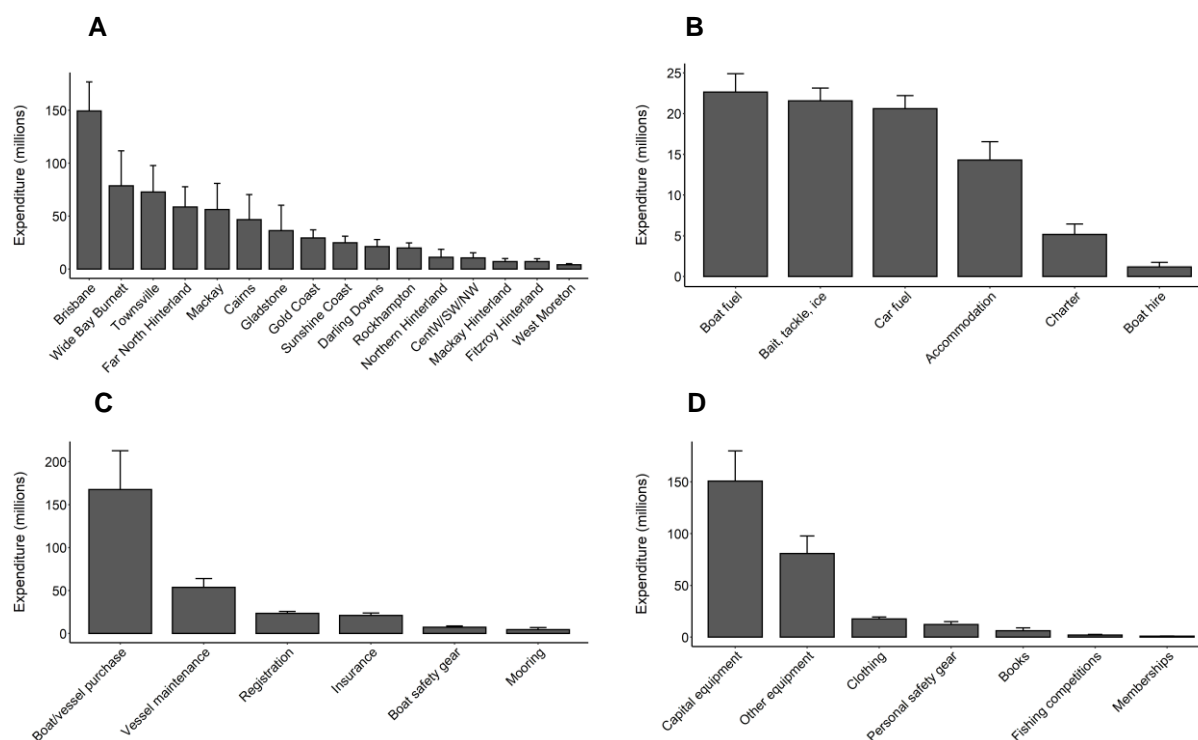 A
Expenditure (millions)
150
100
50
0
Brisbane
Wide Bay Burnett
Townsville
Far North Hinterland
Mackay
Cairns
Gladstone
Gold Coast
Sunshine Coast
Darling Downs
Rockhampton
Northern Hinterland
CentW/SW/NW
Mackay Hinterland
Fitzroy Hinterland
West Moreton
B
Expenditure (millions)
25
20
15
10
5
0
Boat fuel
Bait, tackle, ice
Car fuel
Accommodation
Charter
Boat hire
C
Expenditure (millions)
200
150
100
50
0
Boat/vessel purchase
Vessel maintenance
Registration
Insurance
Boat safety gear
Mooring
D
Expenditure (millions)
150
100
50
0
Capital equipment
Other equipment
Clothing
Personal safety gear
Books
Fishing competitions
Memberships